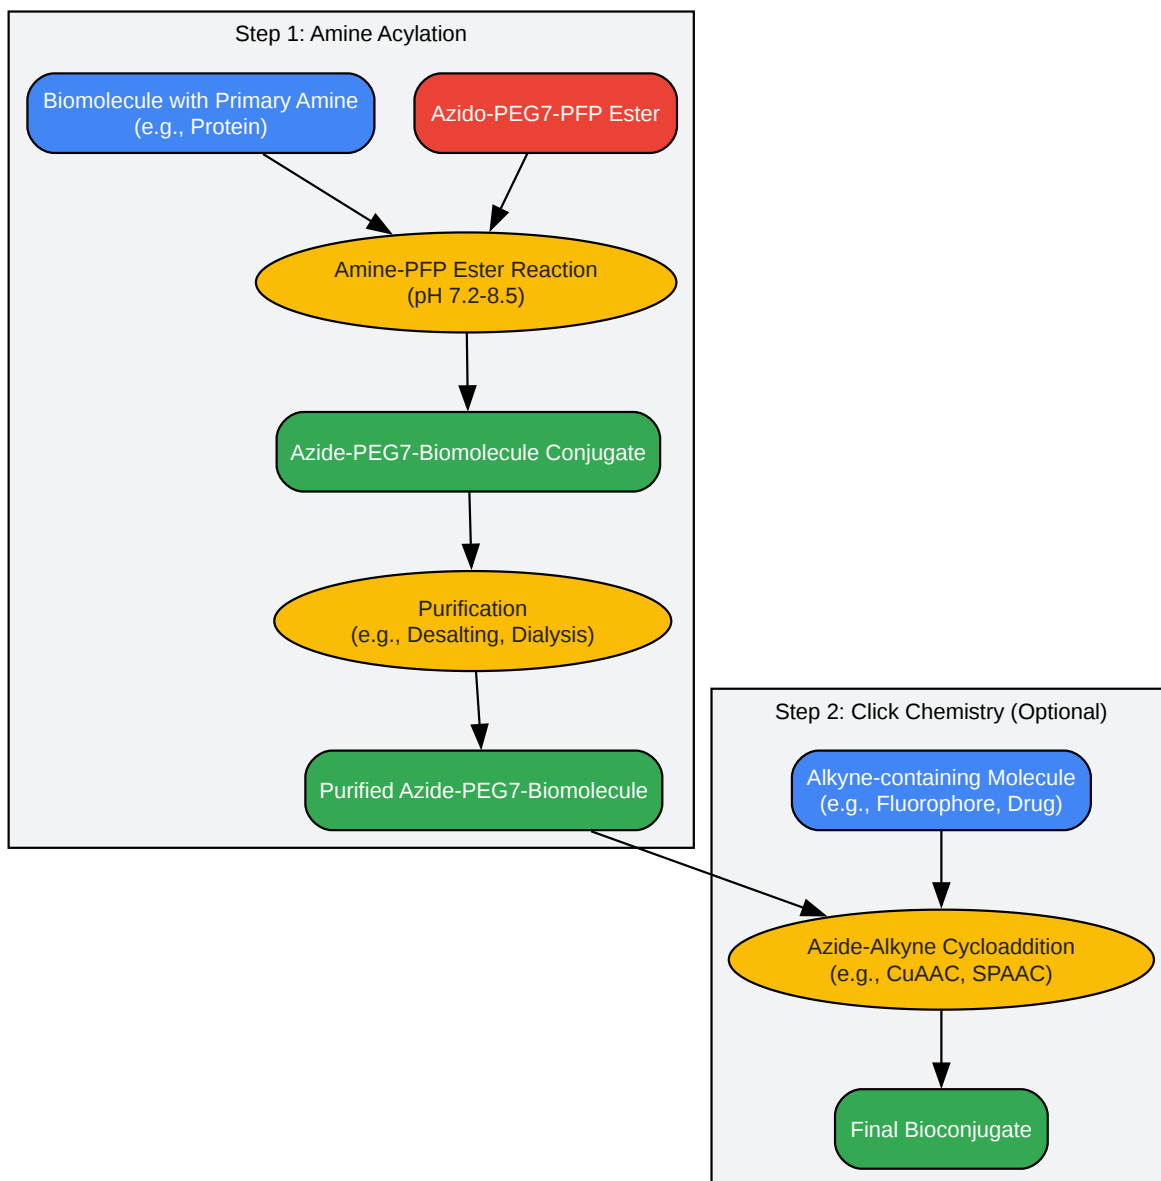 Step 1: Amine Acylation
Biomolecule with Primary Amine
(e.g., Protein)
Azido-PEG7-PFP Ester
Amine-PFP Ester Reaction
(pH 7.2-8.5)
Azide-PEG7-Biomolecule Conjugate
Purification
(e.g., Desalting, Dialysis)
Purified Azide-PEG7-Biomolecule
Step 2: Click Chemistry (Optional)
Alkyne-containing Molecule
(e.g., Fluorophore, Drug)
Azide-Alkyne Cycloaddition
(e.g., CuAAC, SPAAC)
Final Bioconjugate